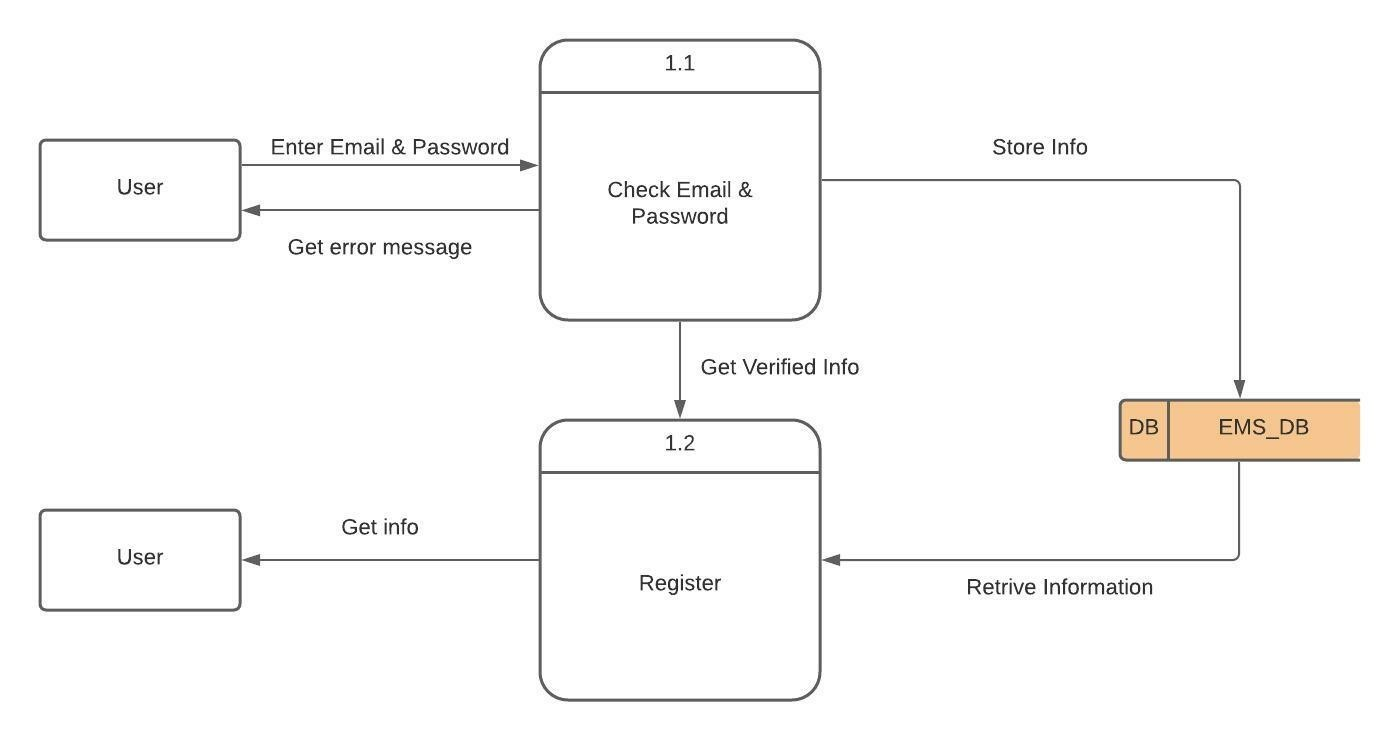 1.1
Enter Email & Password
Store Info
User
Check Email &
Password
Get error message
Get Verified Info
1.2
DB
EMS_DB
Get info
User
Register
Retrive Information